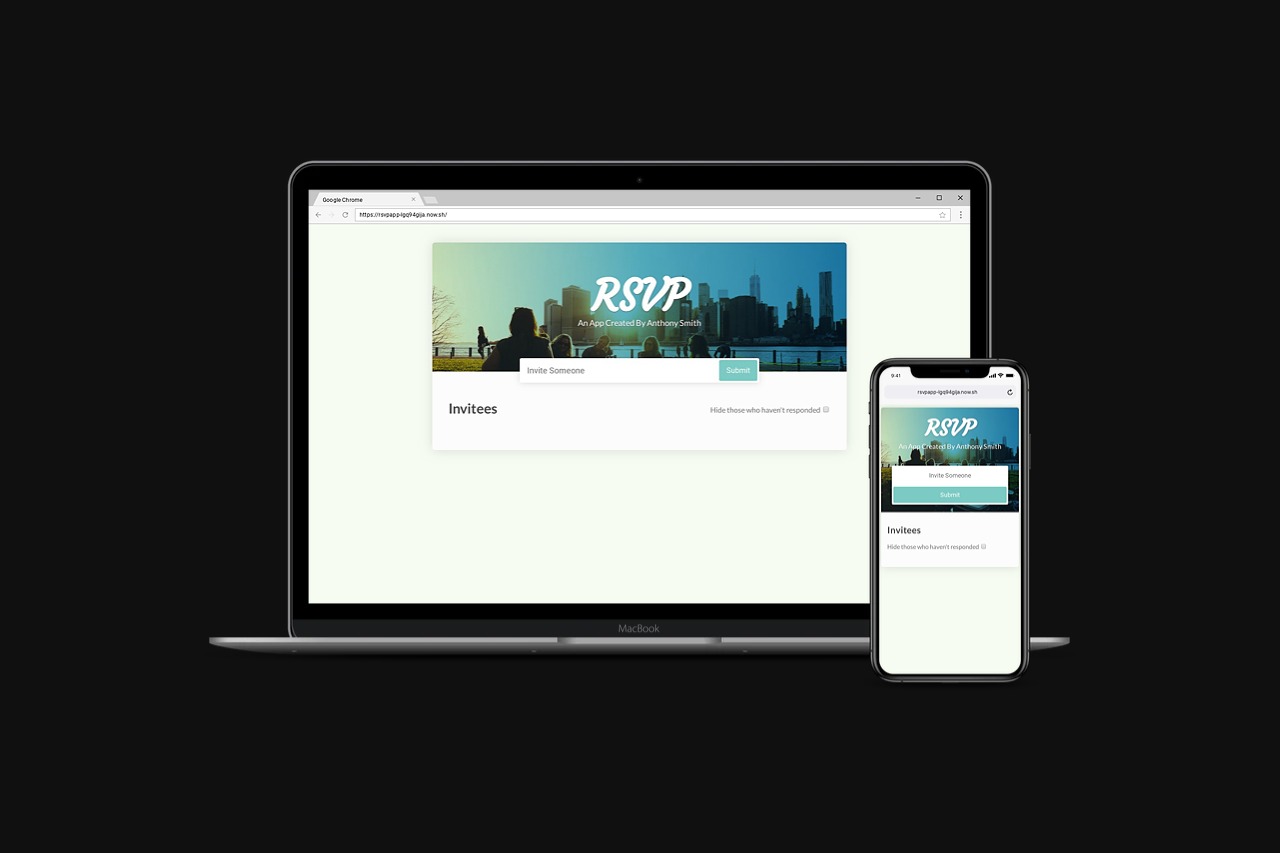 Google Chrome
https://rsvpapp-igq94gija.now.sh/
RSVP
An App Created By Anthony Smith
Invite Someone
Submit
Invitees
Hide those who haven't responded
MacBook
9:41
rsvpapp-igq94gija.now.sh
RSVP
An App Created By Anthony Smith
Invite Someone
Submit
Invitees
Hide those who haven't responded